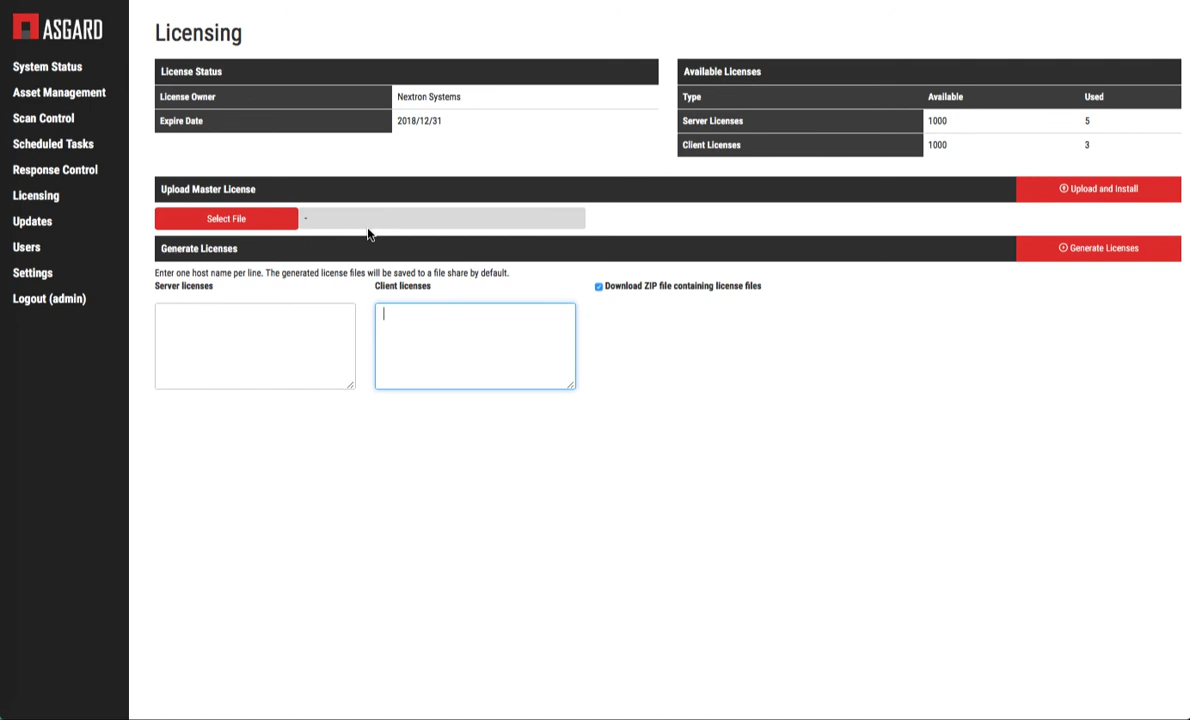 ASGARD
System Status
Asset Management
Scan Control
Scheduled Tasks
Response Control
Licensing
Updates
Users
Settings
Logout (admin)
Licensing
License Status
License Owner Nextron Systems
Expire Date 2018/12/31
Available Licenses
Type Available Used
Server Licenses 1000 5
Client Licenses 1000 3
Upload Master License Upload and Install
Select File -
Generate Licenses Generate Licenses
Enter one host name per line. The generated license files will be saved to a file share by default.
Server licenses Client licenses Download ZIP file containing license files